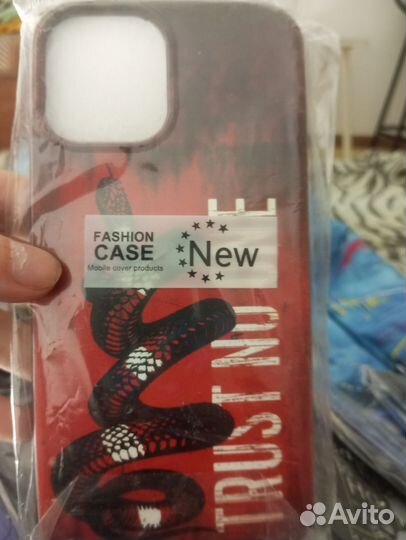 FASHION
CASE
Mobile cover products
New
TRUST NO E
Avito